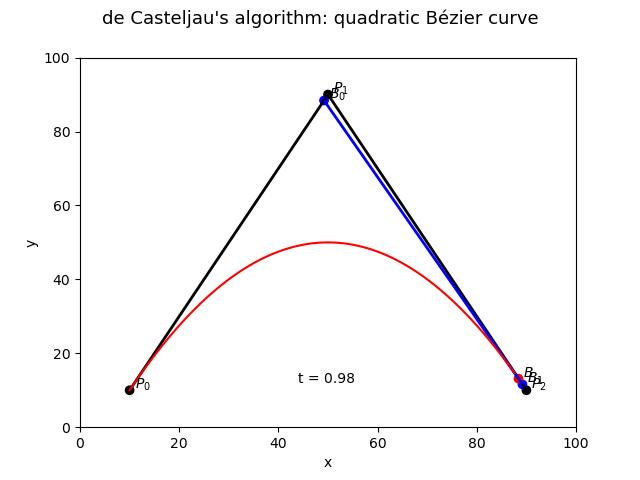 de Casteljau's algorithm: quadratic Bézier curve
100
P₁
B₀
80
60
y
40
20
B
B₁
P₀
t = 0.98
P₂
0
0 20 40 60 80 100
x